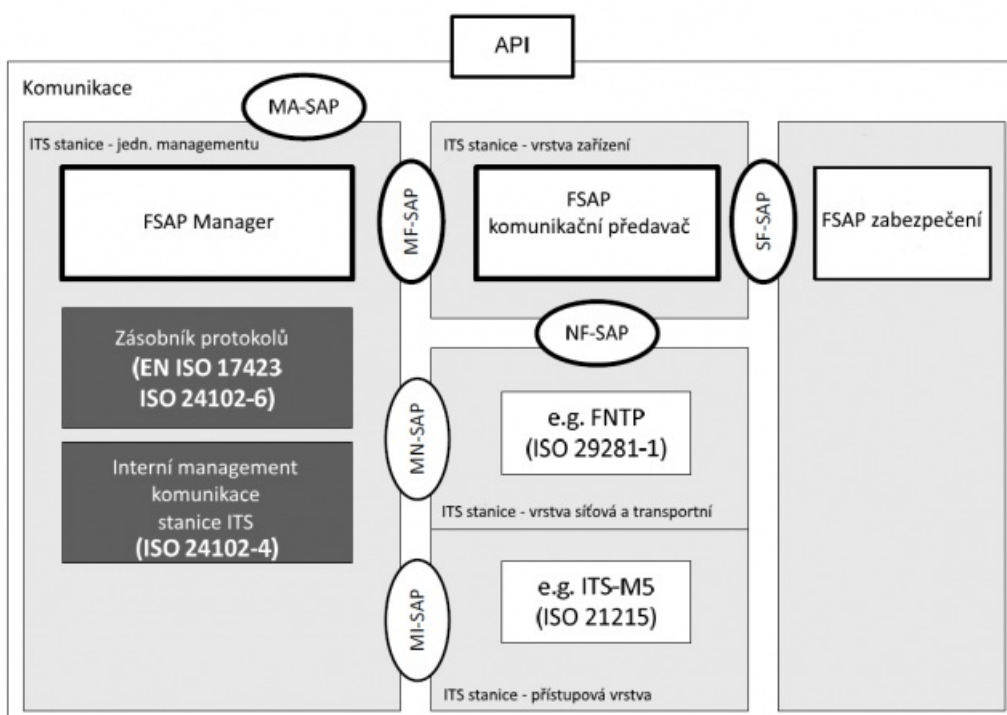 API
Komunikace
MA-SAP
ITS stanice - jedn. managementu
FSAP Manager
Zásobník protokolů
(EN ISO 17423
ISO 24102-6)
Interní management
komunikace
stanice ITS
(ISO 24102-4)
MF-SAP
ITS stanice - vrstva zařízení
FSAP
komunikační předavač
SF-SAP
FSAP zabezpečení
NF-SAP
MN-SAP
e.g. FNTP
(ISO 29281-1)
ITS stanice - vrstva síťová a transportní
MI-SAP
e.g. ITS-M5
(ISO 21215)
ITS stanice - přístupová vrstva